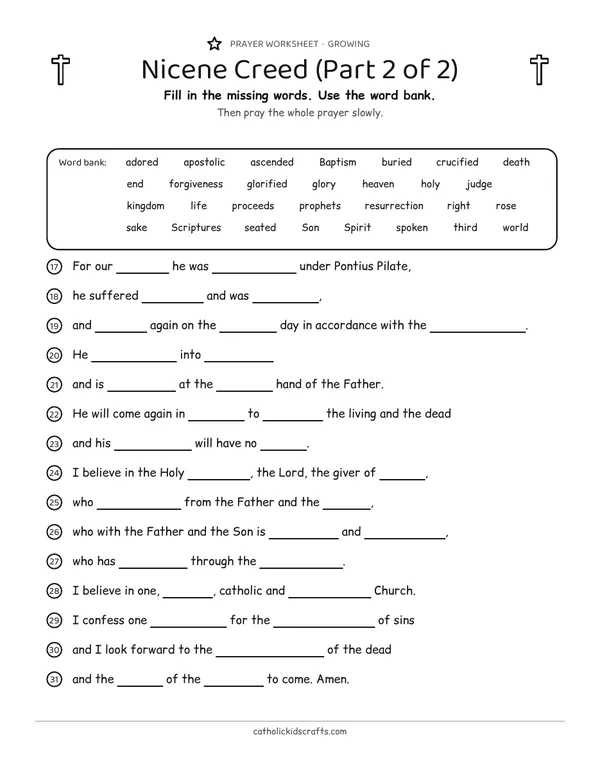 PRAYER WORKSHEET · GROWING
Nicene Creed (Part 2 of 2)
Fill in the missing words. Use the word bank.
Then pray the whole prayer slowly.
Word bank: adored apostolic ascended Baptism buried crucified death
end forgiveness glorified glory heaven holy judge
kingdom life proceeds prophets resurrection right rose
sake Scriptures seated Son Spirit spoken third world
17 For our ________ he was ____________ under Pontius Pilate,
18 he suffered _________ and was __________,
19 and ________ again on the ________ day in accordance with the ______________.
20 He ____________ into __________
21 and is __________ at the ________ hand of the Father.
22 He will come again in ________ to _________ the living and the dead
23 and his ___________ will have no _______.
24 I believe in the Holy _________, the Lord, the giver of _______,
25 who ____________ from the Father and the _______,
26 who with the Father and the Son is __________ and ____________,
27 who has __________ through the ____________.
28 I believe in one, _______, catholic and ____________ Church.
29 I confess one ___________ for the _______________ of sins
30 and I look forward to the ________________ of the dead
31 and the _______ of the _________ to come. Amen.
catholickidscrafts.com